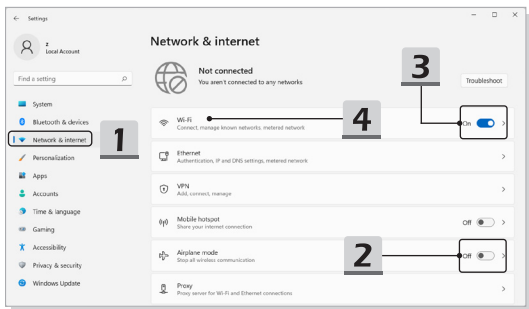 Settings
z
Local Account
Find a setting
System
Bluetooth & devices
Network & internet
Personalization
Apps
Accounts
Time & language
Gaming
Accessibility
Privacy & security
Windows Update
1
Network & internet
Not connected
You aren't connected to any networks
Troubleshoot
3
Wi-Fi
Connect, manage known networks, metered network
4
On
Ethernet
Authentication, IP and DNS settings, metered network
VPN
Add, connect, manage
Mobile hotspot
Share your internet connection
Off
Airplane mode
Stop all wireless communication
2
Off
Proxy
Proxy server for Wi-Fi and Ethernet connections